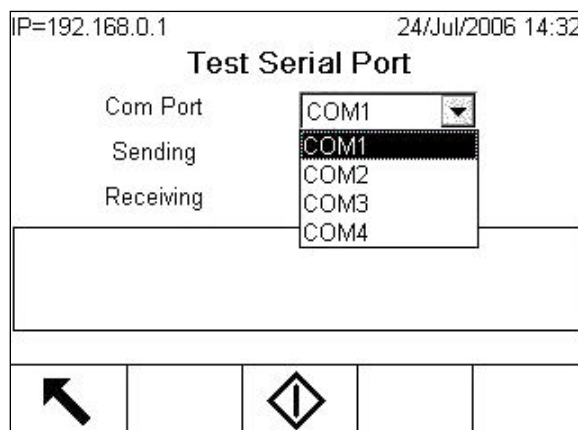 IP=192.168.0.1 24/Jul/2006 14:32
Test Serial Port
Com Port COM1
Sending COM1
COM2
Receiving COM3
COM4